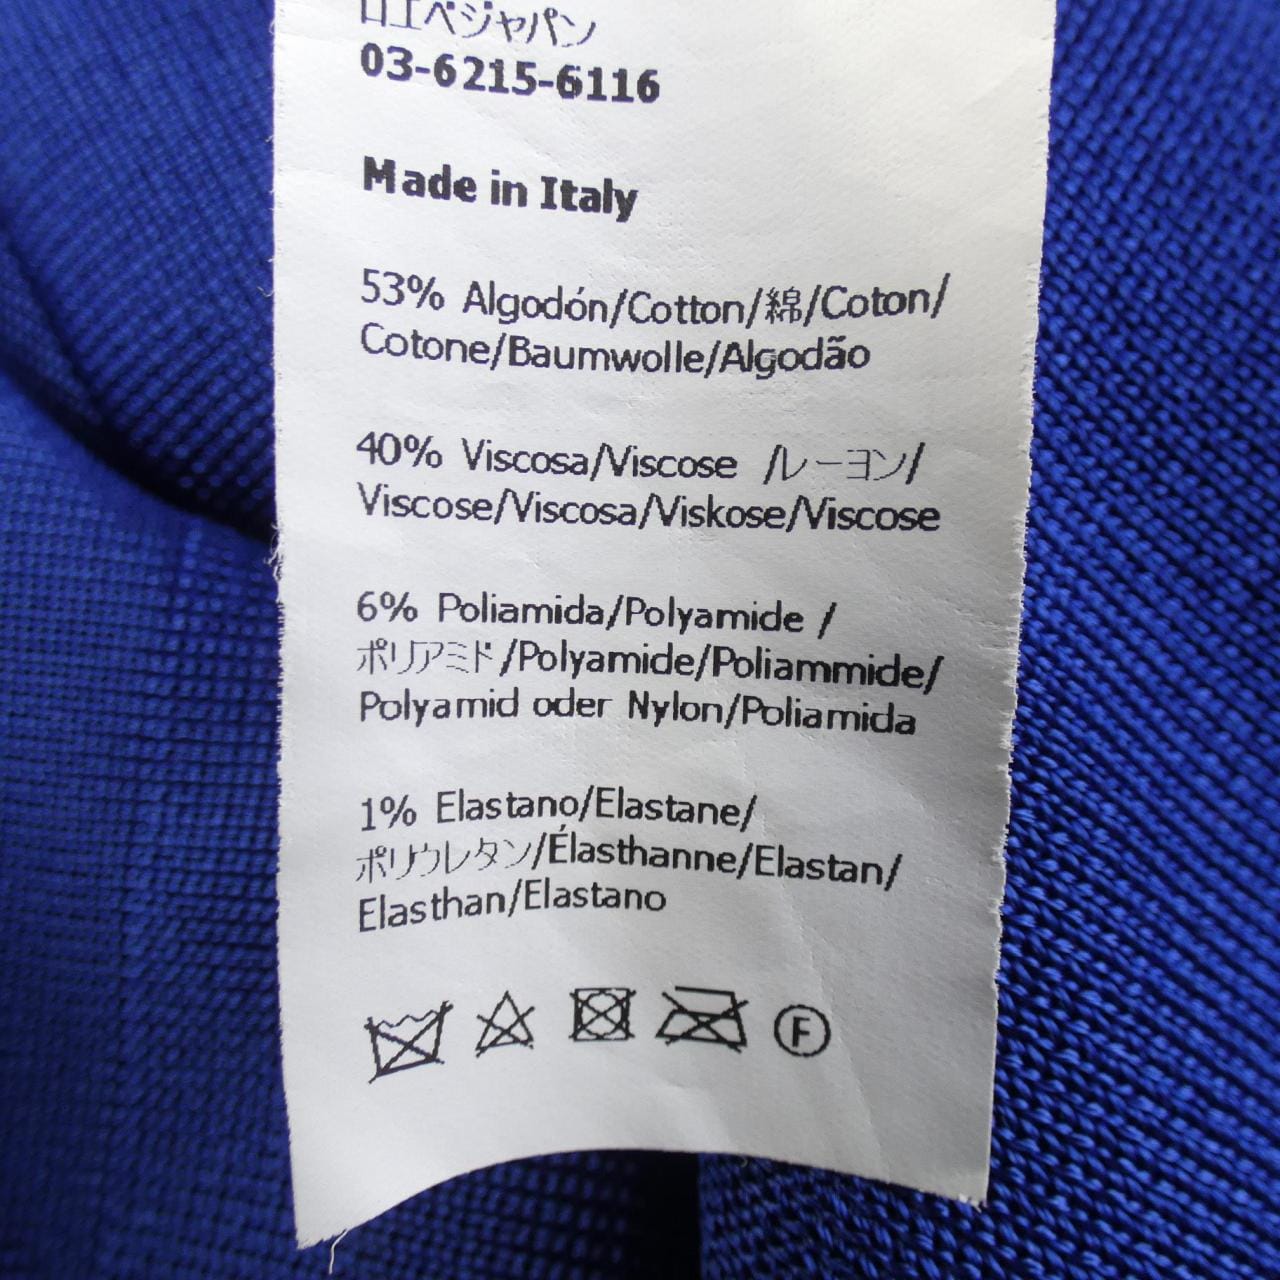 ロエベジャパン
03-6215-6116
Made in Italy
53% Algodón/Cotton/綿/Coton/
Cotone/Baumwolle/Algodão
40% Viscosa/Viscose /レーヨン/
Viscose/Viscosa/Viskose/Viscose
6% Poliamida/Polyamide /
ポリアミド/Polyamide/Poliammide/
Polyamid oder Nylon/Poliamida
1% Elastano/Elastane/
ポリウレタン/Élasthanne/Elastan/
Elasthan/Elastano
F